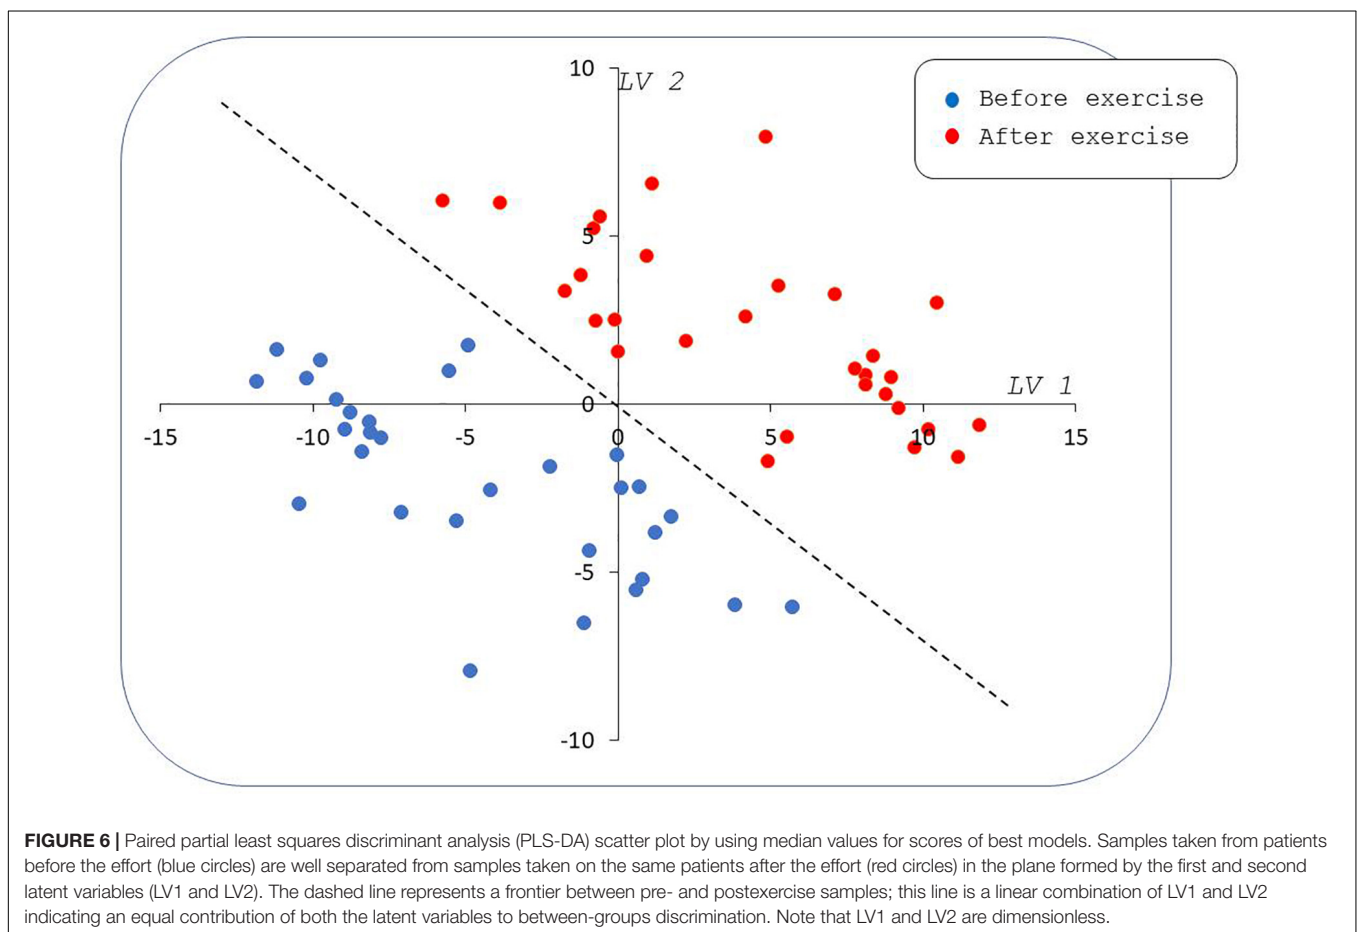 10
LV 2
Before exercise
After exercise
5
LV 1
0
-15
-10
-5
0
5
10
15
-5
-10
FIGURE 6 | Paired partial least squares discriminant analysis (PLS-DA) scatter plot by using median values for scores of best models. Samples taken from patients
before the effort (blue circles) are well separated from samples taken on the same patients after the effort (red circles) in the plane formed by the first and second
latent variables (LV1 and LV2). The dashed line represents a frontier between pre- and postexercise samples; this line is a linear combination of LV1 and LV2
indicating an equal contribution of both the latent variables to between-groups discrimination. Note that LV1 and LV2 are dimensionless.